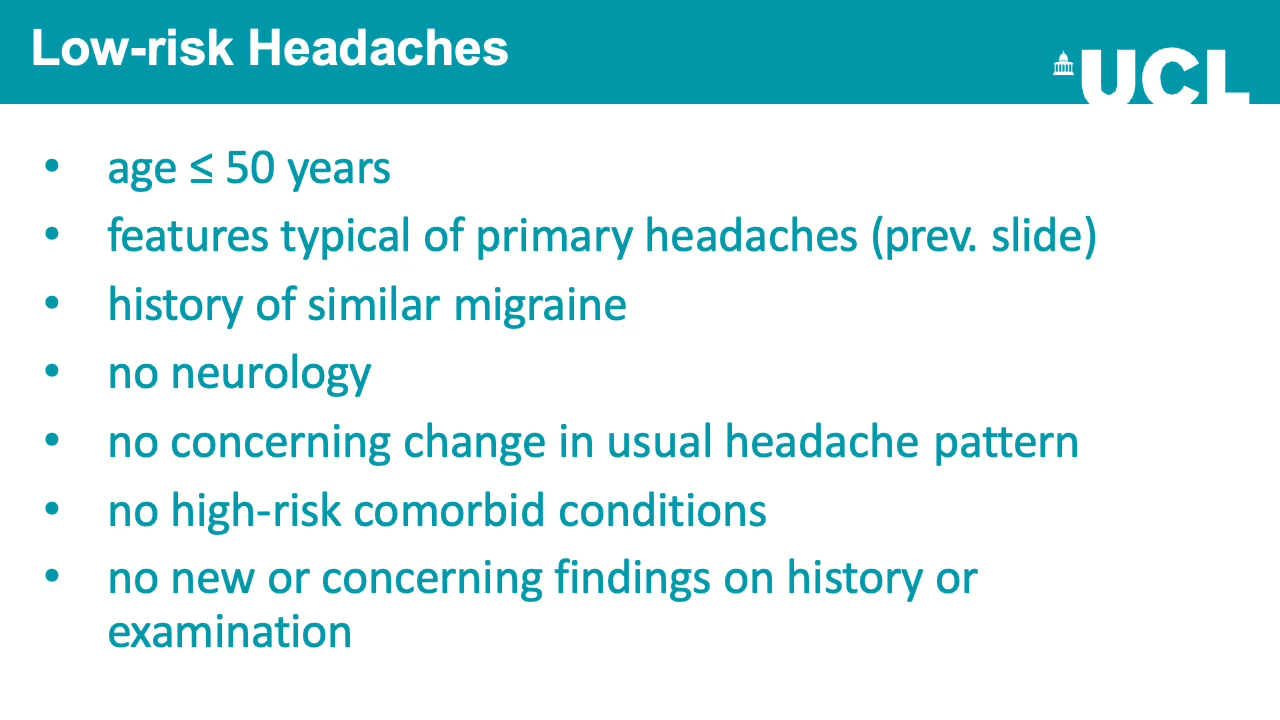 Low-risk Headaches
UCL
• age ≤ 50 years
• features typical of primary headaches (prev. slide)
• history of similar migraine
• no neurology
• no concerning change in usual headache pattern
• no high-risk comorbid conditions
• no new or concerning findings on history or
examination